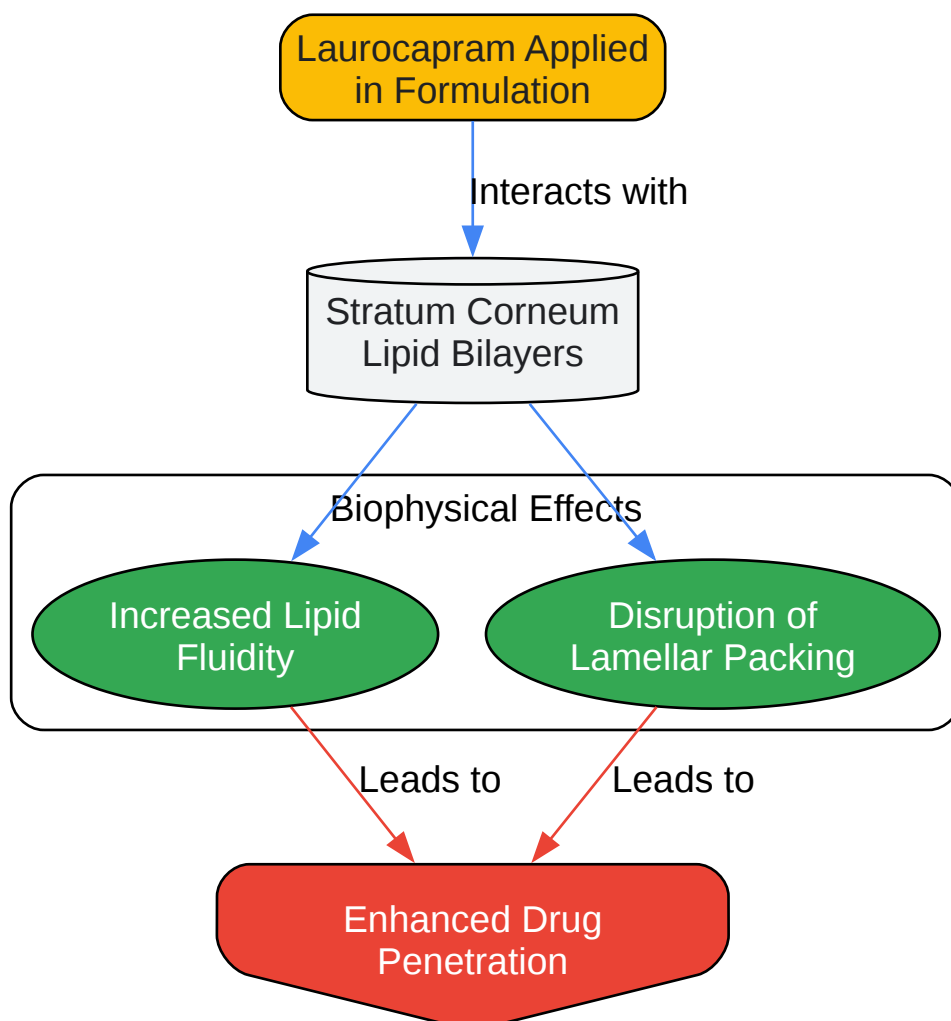 Laurocapram Applied
in Formulation
Interacts with
Stratum Corneum
Lipid Bilayers
Biophysical Effects
Increased Lipid
Fluidity
Disruption of
Lamellar Packing
Leads to
Leads to
Enhanced Drug
Penetration